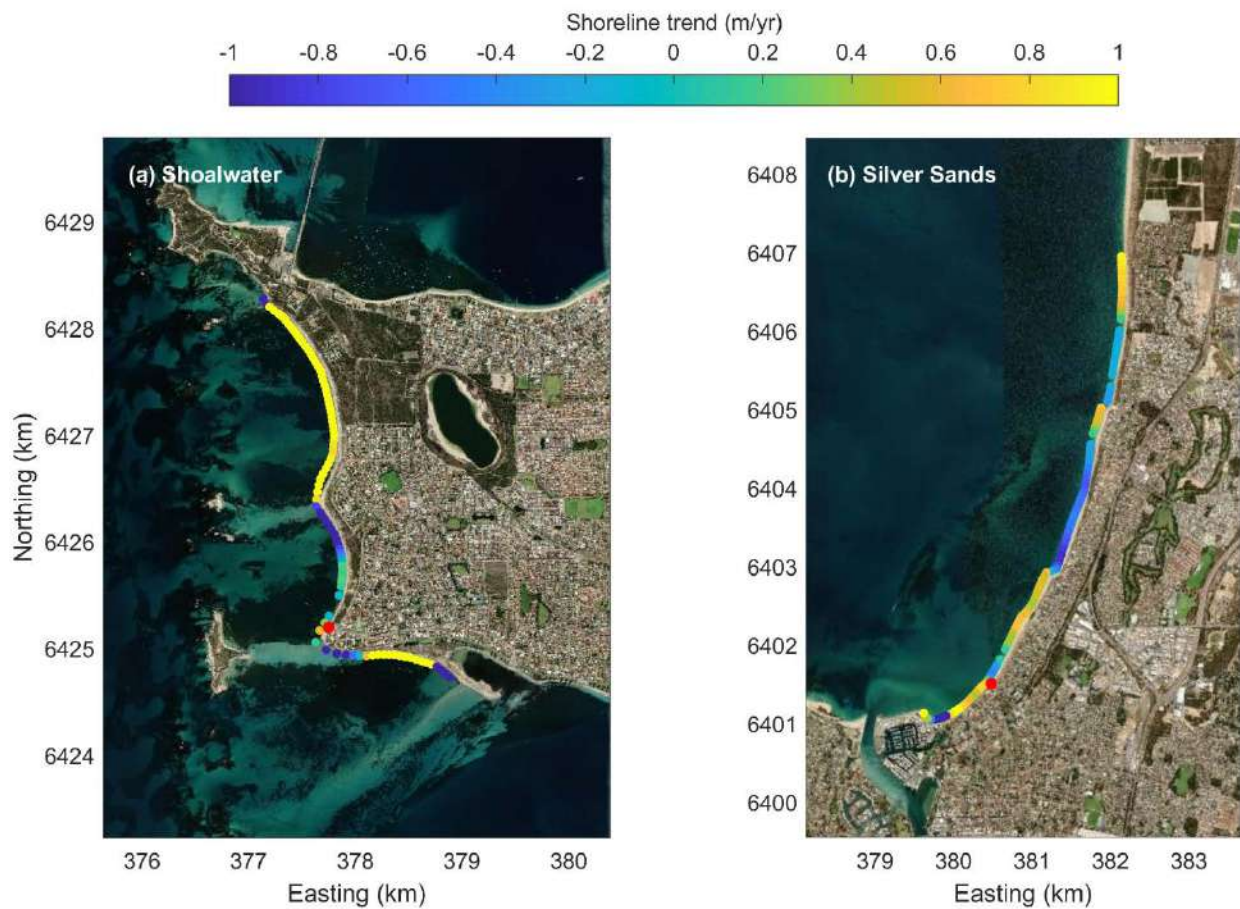 Shoreline trend (m/yr)
-1 -0.8 -0.6 -0.4 -0.2 0 0.2 0.4 0.6 0.8 1
(a) Shoalwater
(b) Silver Sands
Northing (km)
6429
6428
6427
6426
6425
6424
6408
6407
6406
6405
6404
6403
6402
6401
6400
376 377 378 379 380
379 380 381 382 383
Easting (km)
Easting (km)